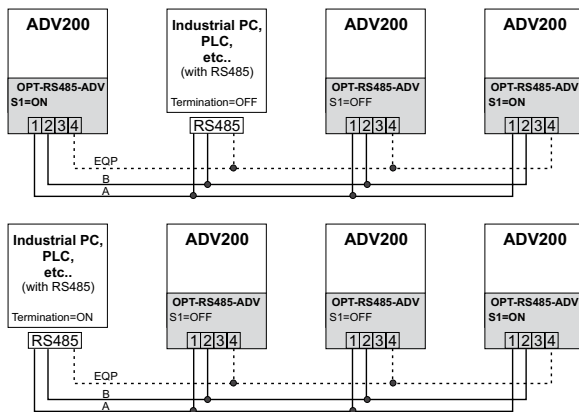 ADV200
OPT-RS485-ADV
S1=ON
1 2 3 4
Industrial PC,
PLC,
etc..
(with RS485)
Termination=OFF
RS485
ADV200
OPT-RS485-ADV
S1=OFF
1 2 3 4
ADV200
OPT-RS485-ADV
S1=ON
1 2 3 4
EQP
B
A
Industrial PC,
PLC,
etc..
(with RS485)
Termination=ON
RS485
ADV200
OPT-RS485-ADV
S1=OFF
1 2 3 4
ADV200
OPT-RS485-ADV
S1=OFF
1 2 3 4
ADV200
OPT-RS485-ADV
S1=ON
1 2 3 4
EQP
B
A